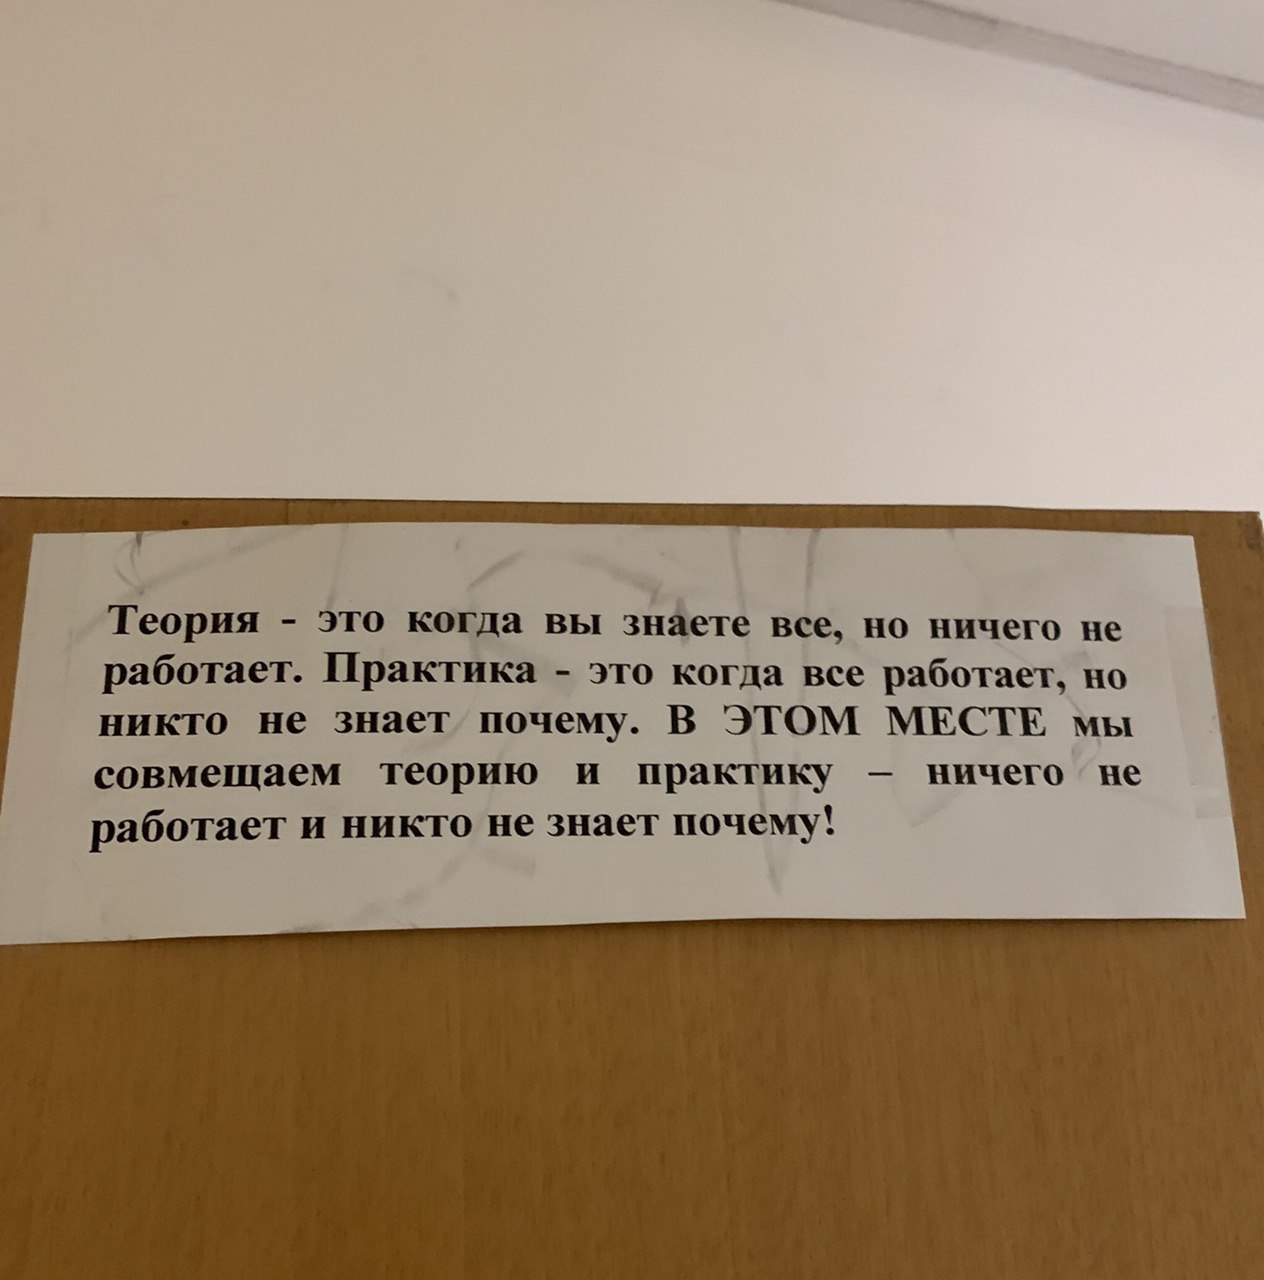 Теория - это когда вы знаете все, но ничего не
работает. Практика - это когда все работает, но
никто не знает почему. В ЭТОМ МЕСТЕ мы
совмещаем теорию и практику – ничего не
работает и никто не знает почему!